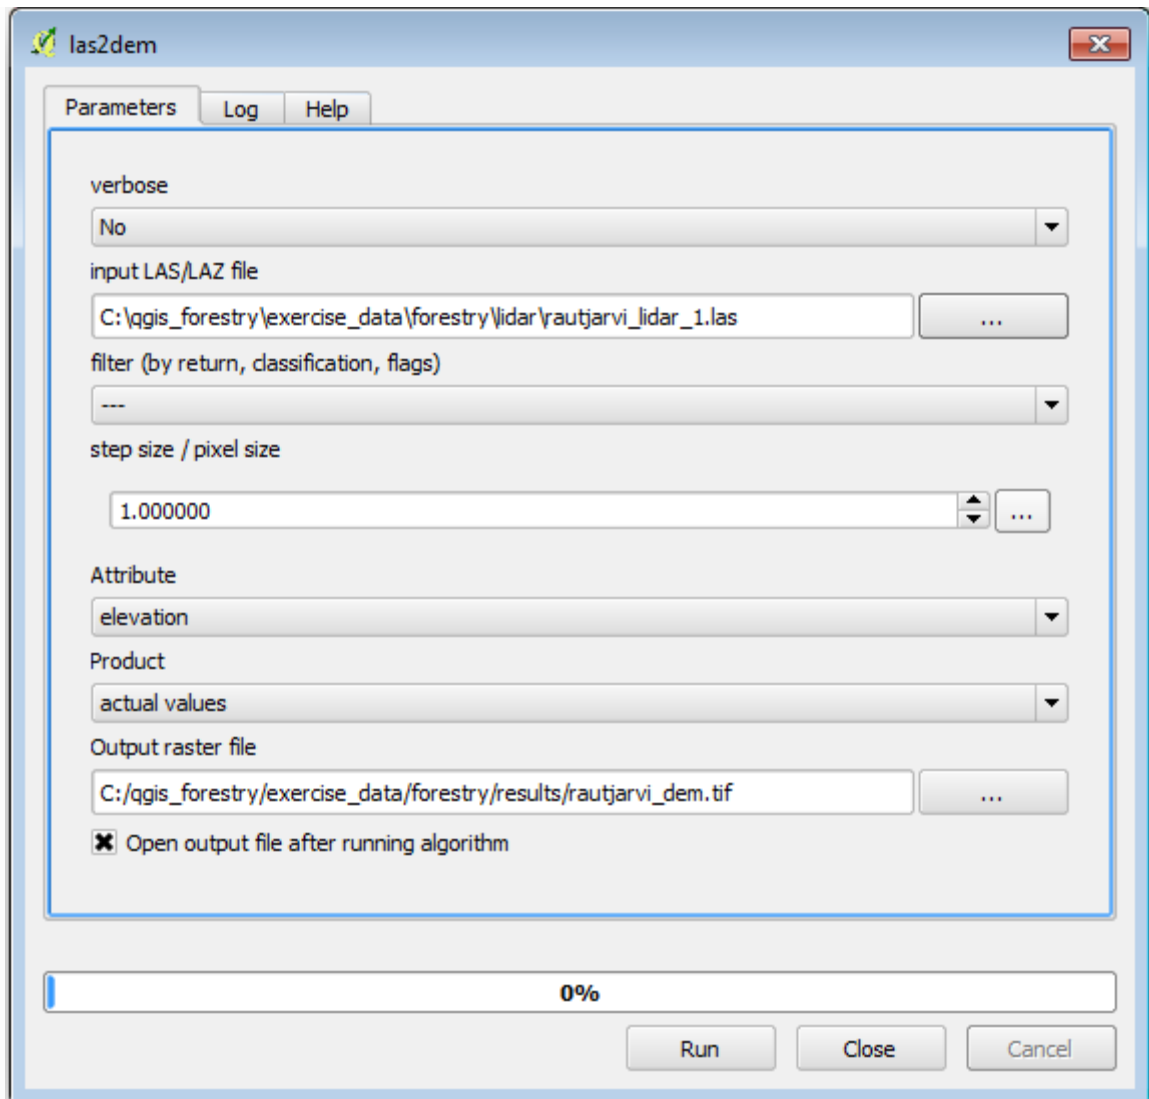 las2dem
Parameters Log Help
verbose
No
input LAS/LAZ file
C:\qgis_forestry\exercise_data\forestry\lidar\rautjarvi_lidar_1.las ...
filter (by return, classification, flags)
---
step size / pixel size
1.000000 ...
Attribute
elevation
Product
actual values
Output raster file
C:/qgis_forestry/exercise_data/forestry/results/rautjarvi_dem.tif ...
Open output file after running algorithm
0%
Run Close Cancel